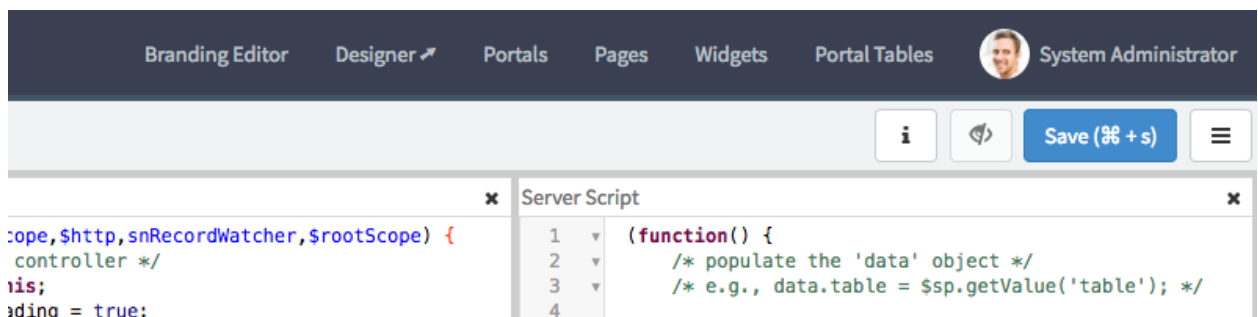 Branding Editor Designer Portals Pages Widgets Portal Tables System Administrator
i Save (⌘ + s)
Server Script
cope,$http,snRecordWatcher,$rootScope) {
controller */
his;
ading = true;
1 (function() {
2 /* populate the 'data' object */
3 /* e.g., data.table = $sp.getValue('table'); */
4